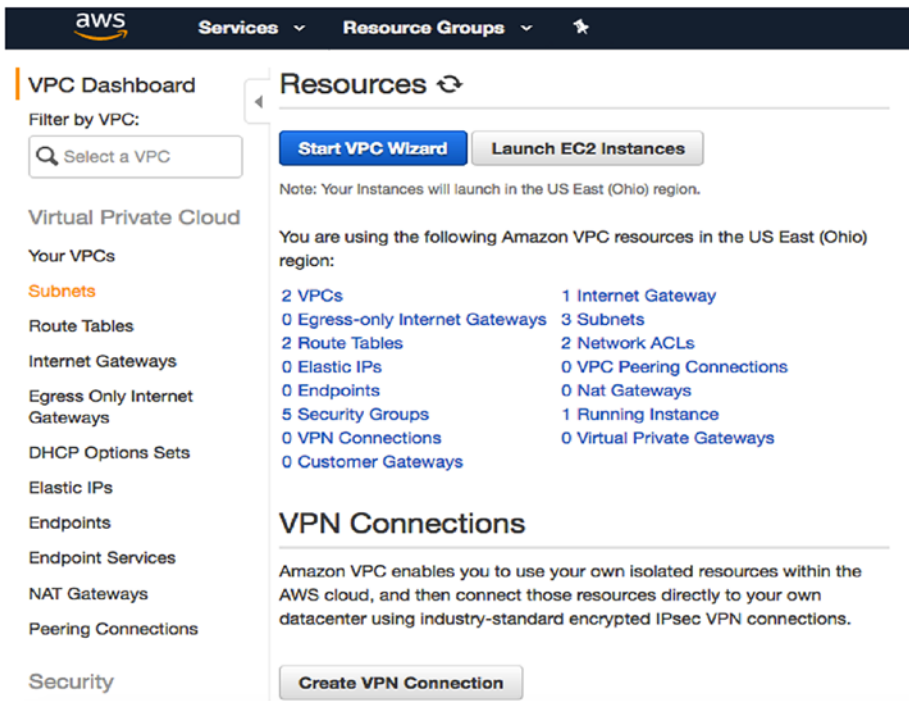 aws Services Resource Groups
VPC Dashboard
Filter by VPC:
Select a VPC
Virtual Private Cloud
Your VPCs
Subnets
Route Tables
Internet Gateways
Egress Only Internet
Gateways
DHCP Options Sets
Elastic IPs
Endpoints
Endpoint Services
NAT Gateways
Peering Connections
Security
Resources
Start VPC Wizard Launch EC2 Instances
Note: Your Instances will launch in the US East (Ohio) region.
You are using the following Amazon VPC resources in the US East (Ohio)
region:
2 VPCs 1 Internet Gateway
0 Egress-only Internet Gateways 3 Subnets
2 Route Tables 2 Network ACLs
0 Elastic IPs 0 VPC Peering Connections
0 Endpoints 0 Nat Gateways
5 Security Groups 1 Running Instance
0 VPN Connections 0 Virtual Private Gateways
0 Customer Gateways
VPN Connections
Amazon VPC enables you to use your own isolated resources within the
AWS cloud, and then connect those resources directly to your own
datacenter using industry-standard encrypted IPsec VPN connections.
Create VPN Connection